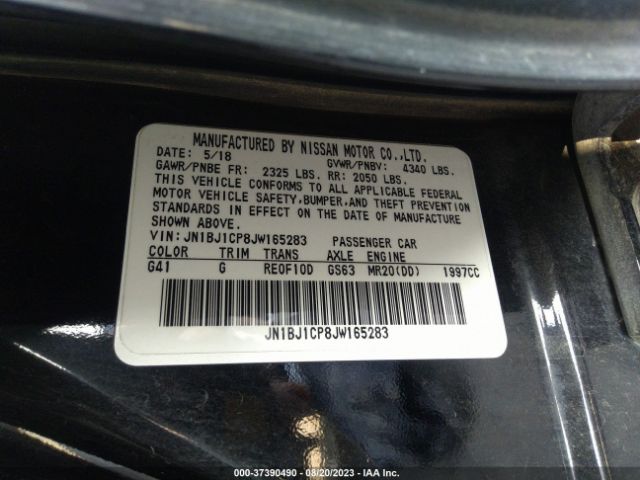 MANUFACTURED BY NISSAN MOTOR CO.,LTD.
DATE: 5/18 GVWR/PNBV: 4340 LBS.
GAWR/PNBE FR: 2325 LBS. RR: 2050 LBS.
THIS VEHICLE CONFORMS TO ALL APPLICABLE FEDERAL
MOTOR VEHICLE SAFETY,BUMPER,AND THEFT PREVENTION
STANDARDS IN EFFECT ON THE DATE OF MANUFACTURE
SHOWN ABOVE.
VIN:JN1BJ1CP8JW165283 PASSENGER CAR
COLOR TRIM TRANS AXLE ENGINE
G41 G REOF10D GS63 MR20(DD) 1997CC
JN1BJ1CP8JW165283
000-37390490 - 08/20/2023 - IAA Inc.